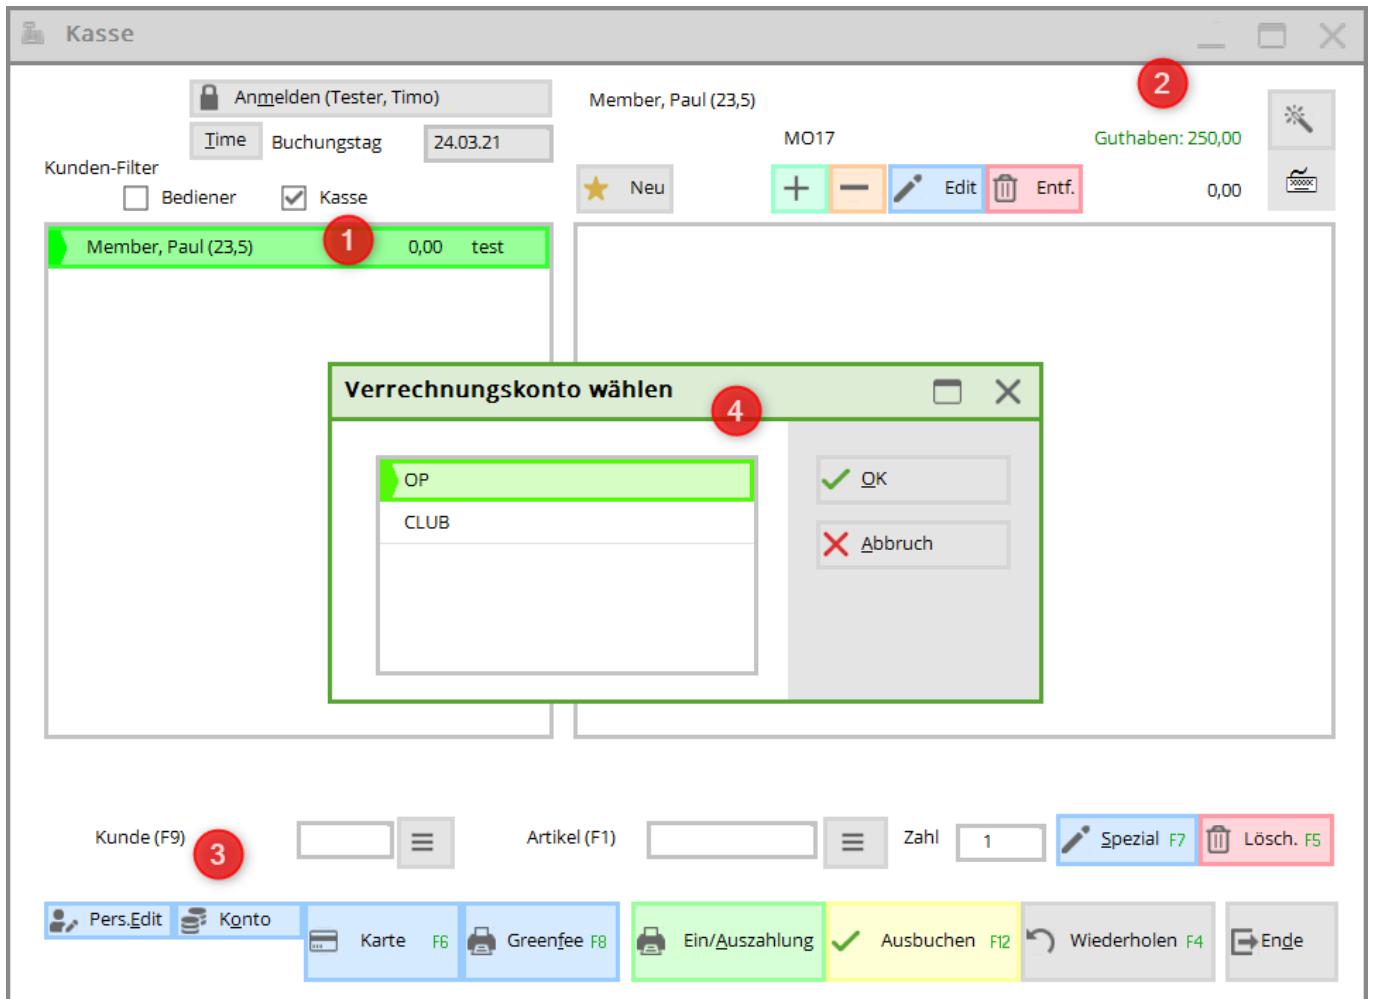 Kasse
Anmelden (Tester, Timo)
Member, Paul (23,5)
2
Time
Buchungstag
24.03.21
MO17
Guthaben: 250,00
Kunden-Filter
Bediener
Kasse
Neu
Edit
Entf.
0,00
Member, Paul (23,5)
1
0,00
test
Verrechnungskonto wählen
4
OP
CLUB
OK
Abbruch
Kunde (F9)
3
Artikel (F1)
Zahl
1
Spezial F7
Lösch. F5
Pers.Edit
Konto
Karte F6
Greenfee F8
Ein/Auszahlung
Ausbuchen F12
Wiederholen F4
Ende